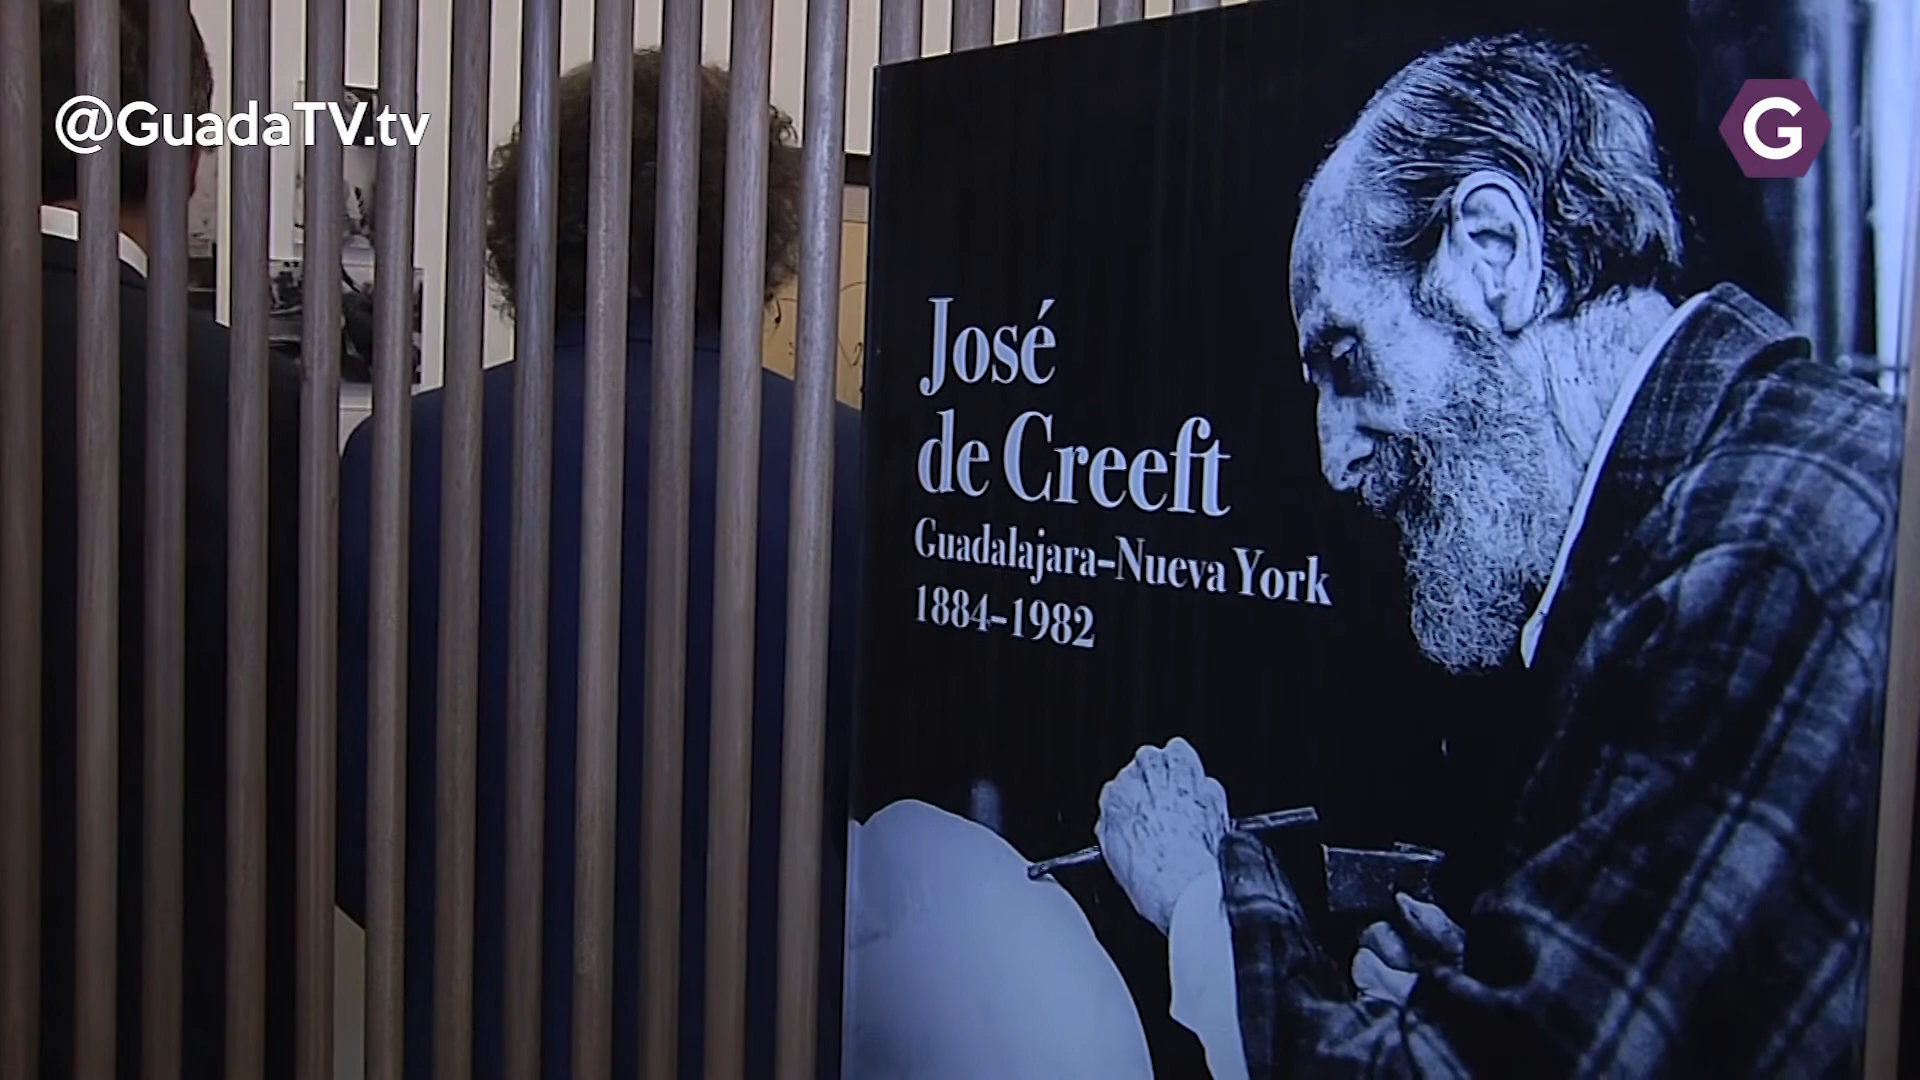 @GuadaTV.tv
G
José
de Creeft
Guadalajara–Nueva York
1884–1982